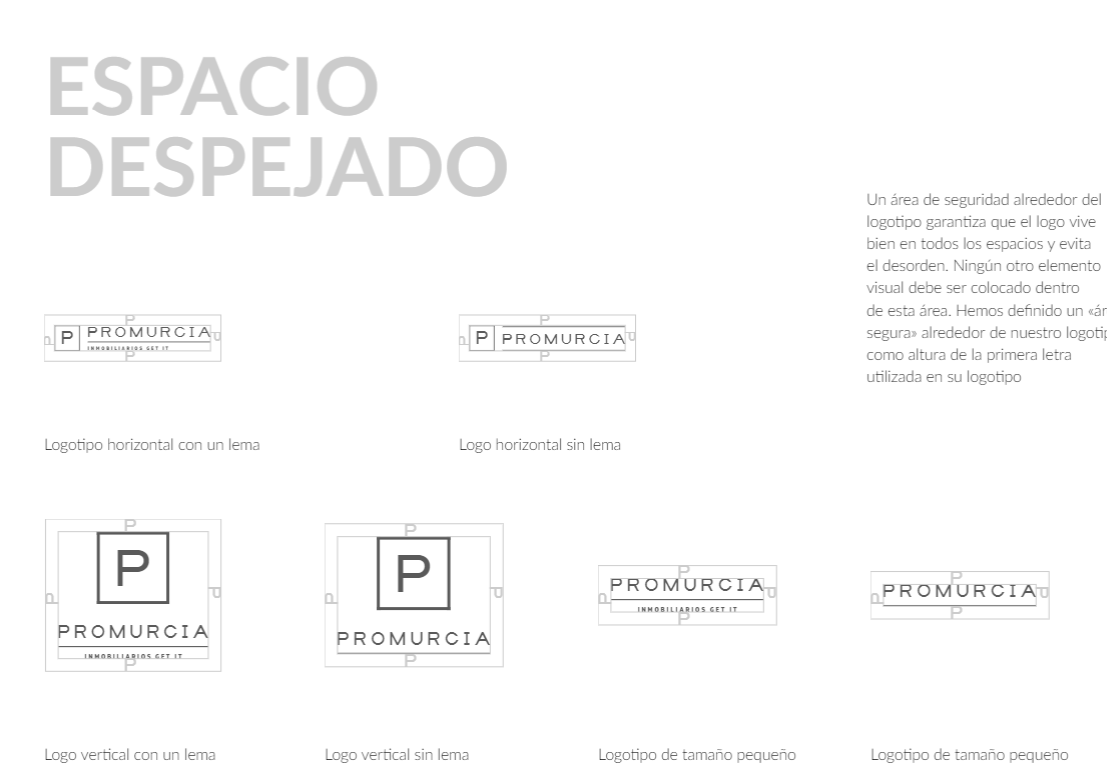 ESPACIO
DESPEJADO
Un área de seguridad alrededor del
logotipo garantiza que el logo vive
bien en todos los espacios y evita
el desorden. Ningún otro elemento
visual debe ser colocado dentro
de esta área. Hemos definido un «ár
segura» alrededor de nuestro logotip
como altura de la primera letra
utilizada en su logotipo
P
P PROMURCIA P
P INMOBILIARIOS GET IT
P
P
P PROMURCIA P
P
P
Logotipo horizontal con un lema
Logo horizontal sin lema
P
P
P P
PROMURCIA
INMOBILIARIOS GET IT
P
P
P
P P
PROMURCIA
P
P
PROMURCIA P
P INMOBILIARIOS GET IT
P
P
P PROMURCIA P
P
Logo vertical con un lema
Logo vertical sin lema
Logotipo de tamaño pequeño
Logotipo de tamaño pequeño